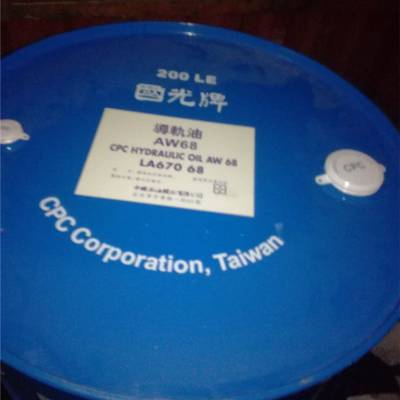 200 LE
國光牌
導軌油
AW68
CPC HYDRAULIC OIL AW 68
LA670 68
CPC
CPC Corporation, Taiwan